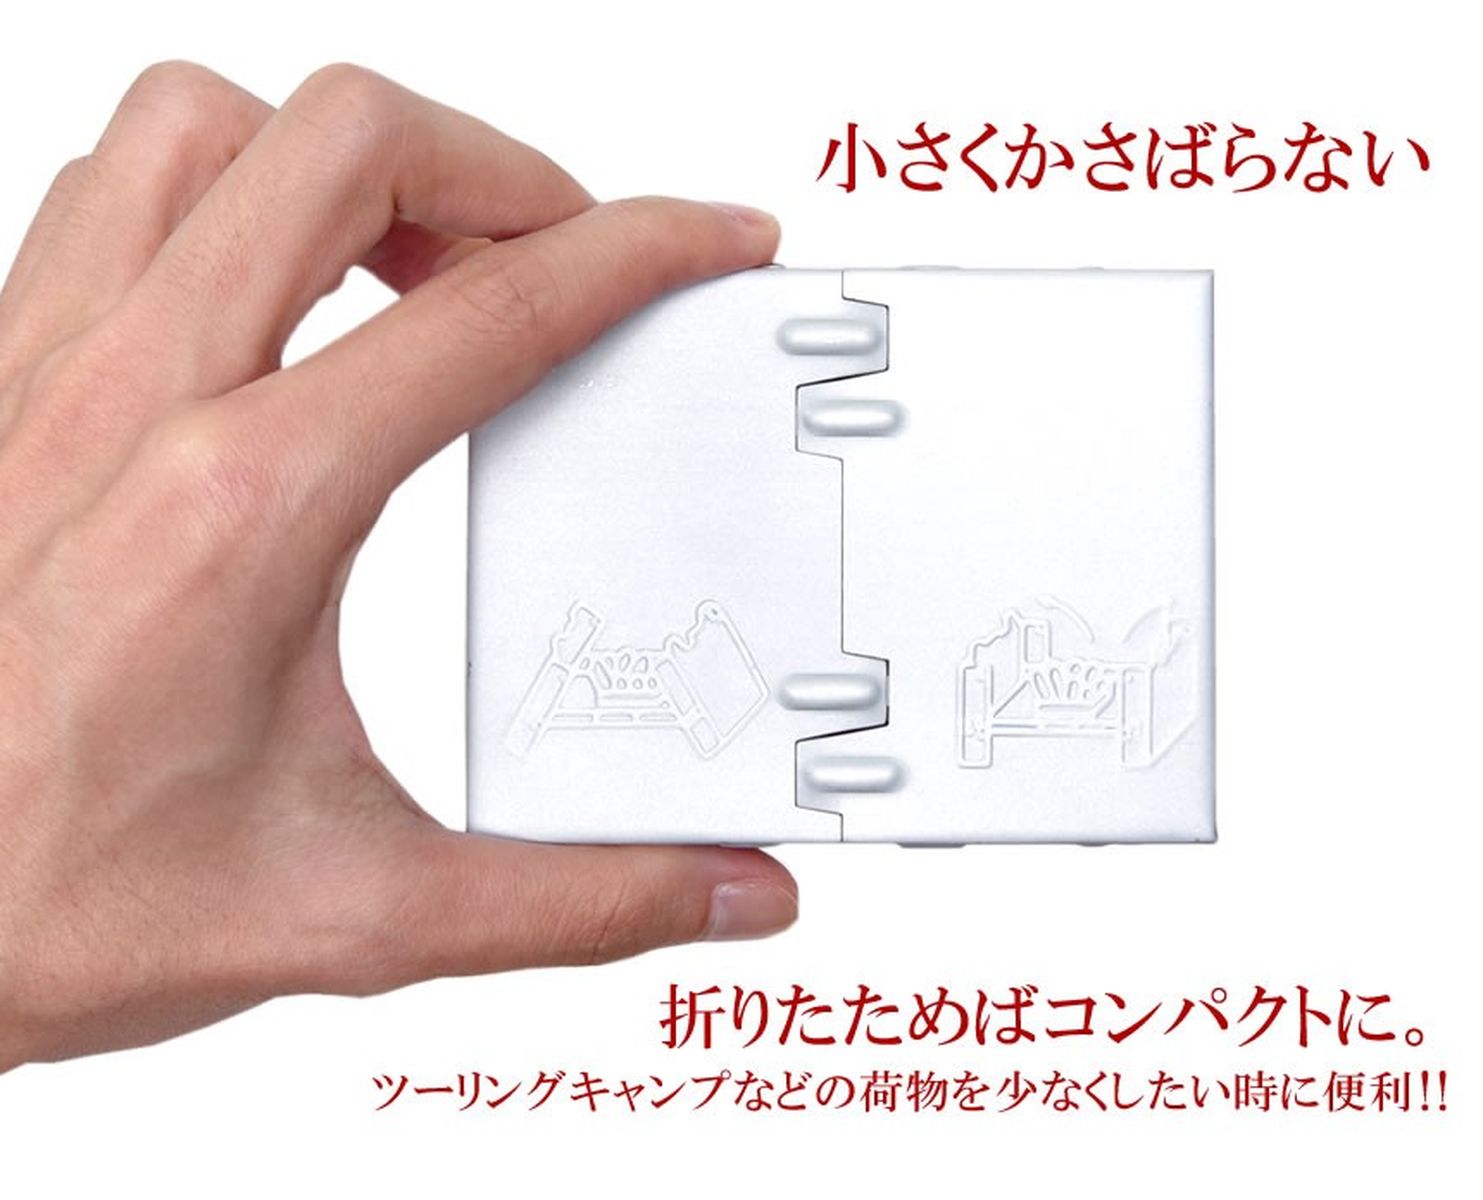 小さくかさばらない
折りたためばコンパクトに。
ツーリングキャンプなどの荷物を少なくしたい時に便利!!